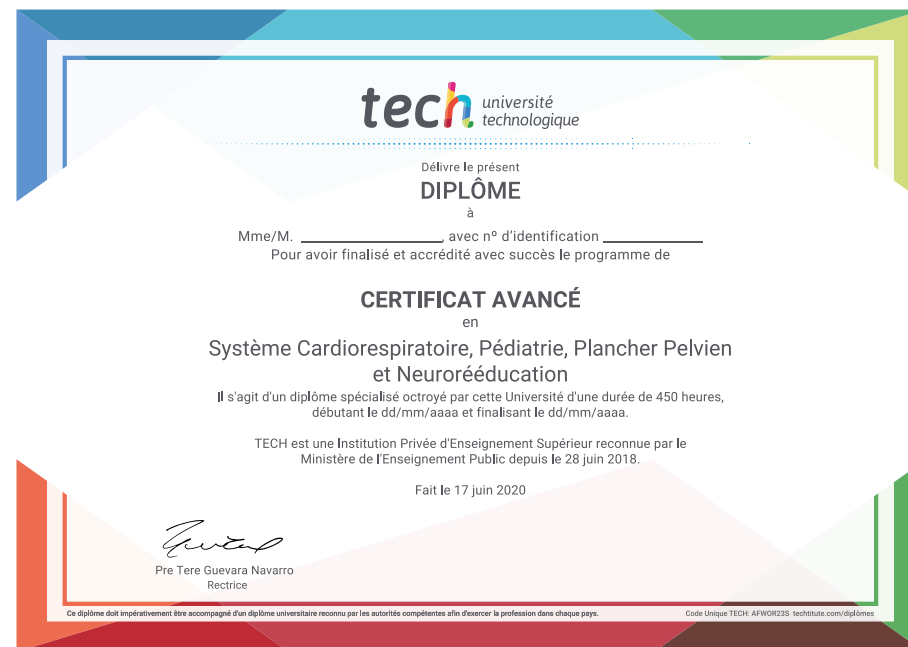 tech université
technologique
Délivre le présent
DIPLÔME
à
Mme/M. ____________, avec nº d'identification ____________
Pour avoir finalisé et accrédité avec succès le programme de
CERTIFICAT AVANCÉ
en
Système Cardiorespiratoire, Pédiatrie, Plancher Pelvien
et Neurorééducation
Il s'agit d'un diplôme spécialisé octroyé par cette Université d'une durée de 450 heures,
débutant le dd/mm/aaaa et finalisant le dd/mm/aaaa.
TECH est une Institution Privée d'Enseignement Supérieur reconnue par le
Ministère de l'Enseignement Public depuis le 28 juin 2018.
Fait le 17 juin 2020
Pre Tere Guevara Navarro
Rectrice
Ce diplôme doit impérativement être accompagné d'un diplôme universitaire reconnu par les autorités compétentes afin d'exercer la profession dans chaque pays.
Code Unique TECH: AFWOR23S techtitute.com/diplômes